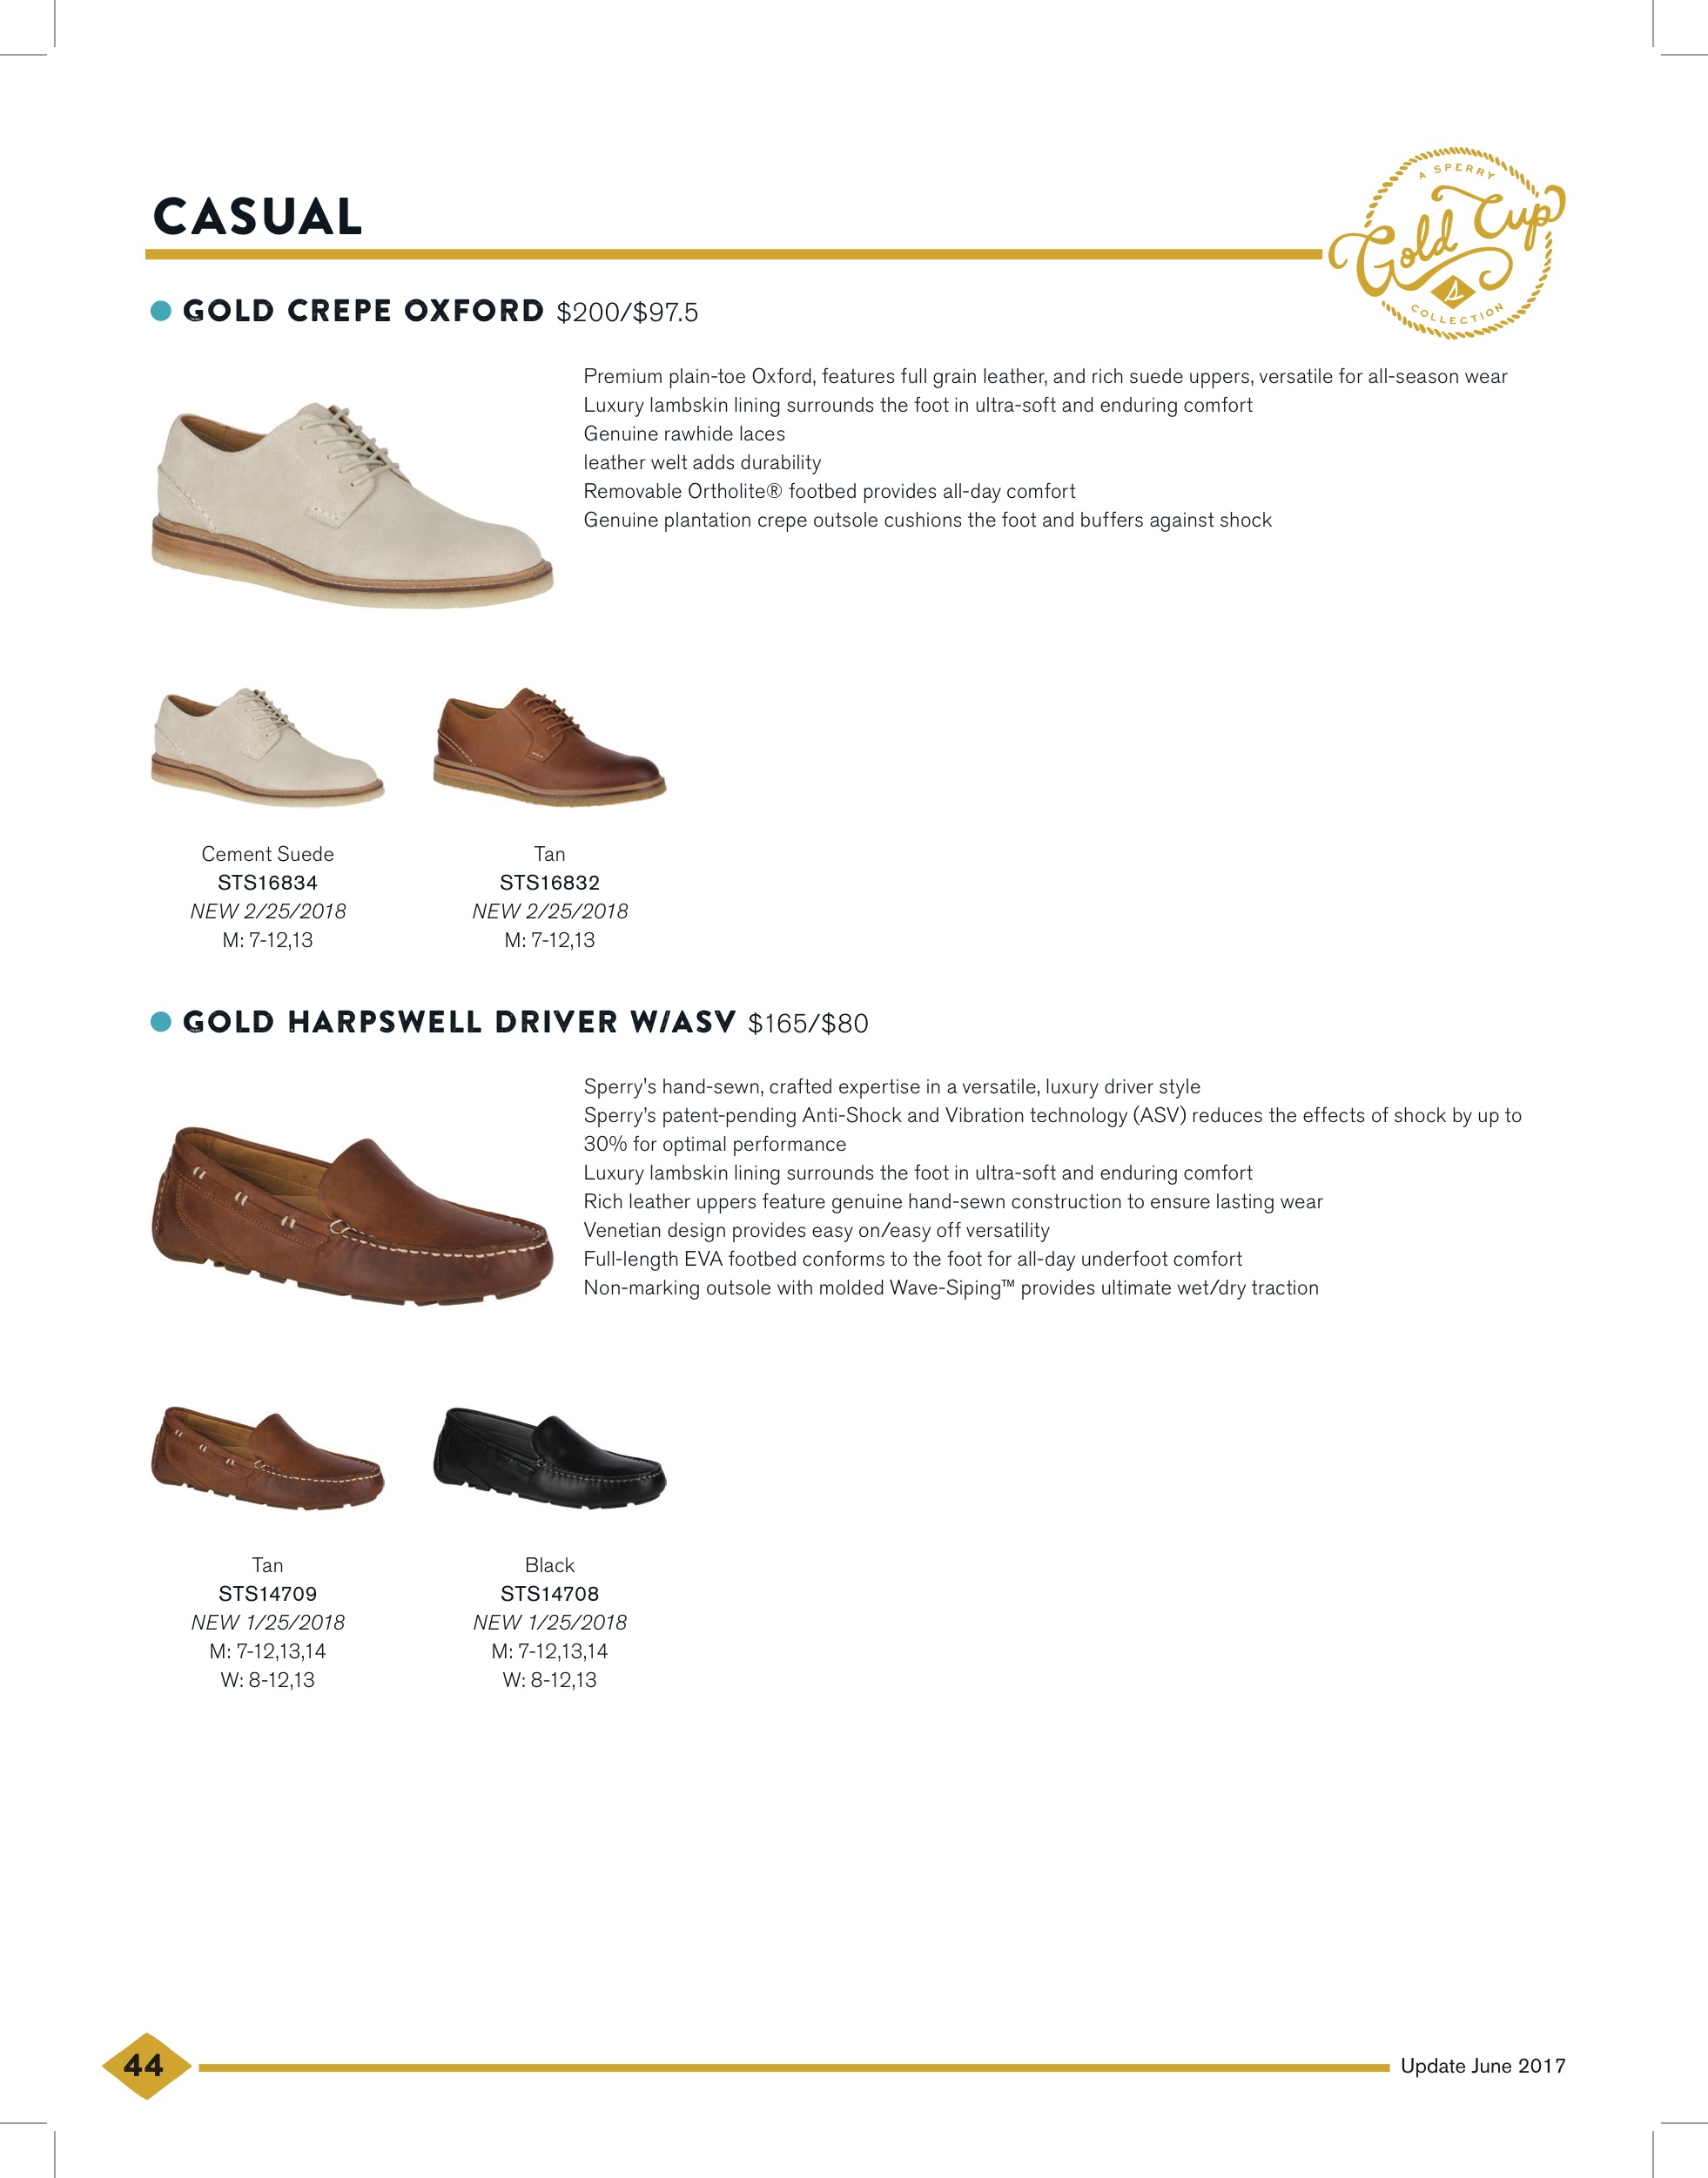 CASUAL
A SPERRY
Gold Cup
COLLECTION
GOLD CREPE OXFORD $200/$97.5
Premium plain-toe Oxford, features full grain leather, and rich suede uppers, versatile for all-season wear
Luxury lambskin lining surrounds the foot in ultra-soft and enduring comfort
Genuine rawhide laces
leather welt adds durability
Removable Ortholite® footbed provides all-day comfort
Genuine plantation crepe outsole cushions the foot and buffers against shock
Cement Suede
STS16834
NEW 2/25/2018
M: 7-12,13
Tan
STS16832
NEW 2/25/2018
M: 7-12,13
GOLD HARPSWELL DRIVER W/ASV $165/$80
Sperry's hand-sewn, crafted expertise in a versatile, luxury driver style
Sperry’s patent-pending Anti-Shock and Vibration technology (ASV) reduces the effects of shock by up to
30% for optimal performance
Luxury lambskin lining surrounds the foot in ultra-soft and enduring comfort
Rich leather uppers feature genuine hand-sewn construction to ensure lasting wear
Venetian design provides easy on/easy off versatility
Full-length EVA footbed conforms to the foot for all-day underfoot comfort
Non-marking outsole with molded Wave-Siping™ provides ultimate wet/dry traction
Tan
STS14709
NEW 1/25/2018
M: 7-12,13,14
W: 8-12,13
Black
STS14708
NEW 1/25/2018
M: 7-12,13,14
W: 8-12,13
44
Update June 2017